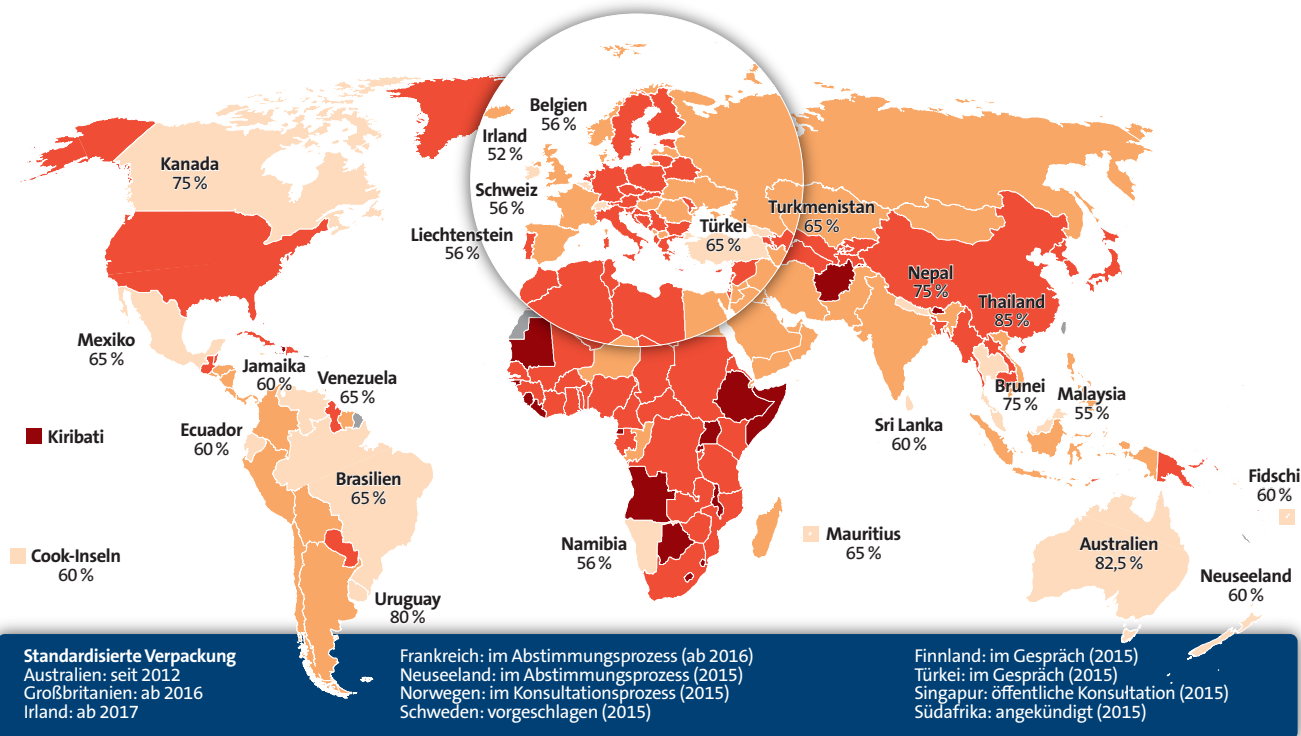 Belgien
56 %
Irland
52 %
Kanada
75 %
Schweiz
56 %
Liechtenstein
56 %
Türkei
65 %
Turkmenistan
65 %
Nepal
75 %
Thailand
85 %
Mexiko
65 %
Jamaika
60 %
Venezuela
65 %
Brunei
75 %
Malaysia
55 %
Sri Lanka
60 %
Ecuador
60 %
Kiribati
Brasilien
65 %
Fidschi
60 %
Mauritius
65 %
Namibia
56 %
Australien
82,5 %
Cook-Inseln
60 %
Neuseeland
60 %
Uruguay
80 %
Standardisierte Verpackung
Australien: seit 2012
Großbritanien: ab 2016
Irland: ab 2017
Frankreich: im Abstimmungsprozess (ab 2016)
Neuseeland: im Abstimmungsprozess (2015)
Norwegen: im Konsultationsprozess (2015)
Schweden: vorgeschlagen (2015)
Finnland: im Gespräch (2015)
Türkei: im Gespräch (2015)
Singapur: öffentliche Konsultation (2015)
Südafrika: angekündigt (2015)